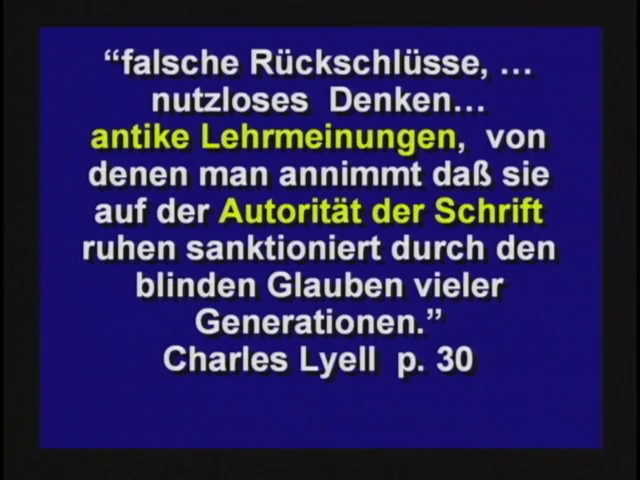 “falsche Rückschlüsse, …
nutzloses Denken…
antike Lehrmeinungen, von
denen man annimmt daß sie
auf der Autorität der Schrift
ruhen sanktioniert durch den
blinden Glauben vieler
Generationen.”
Charles Lyell p. 30